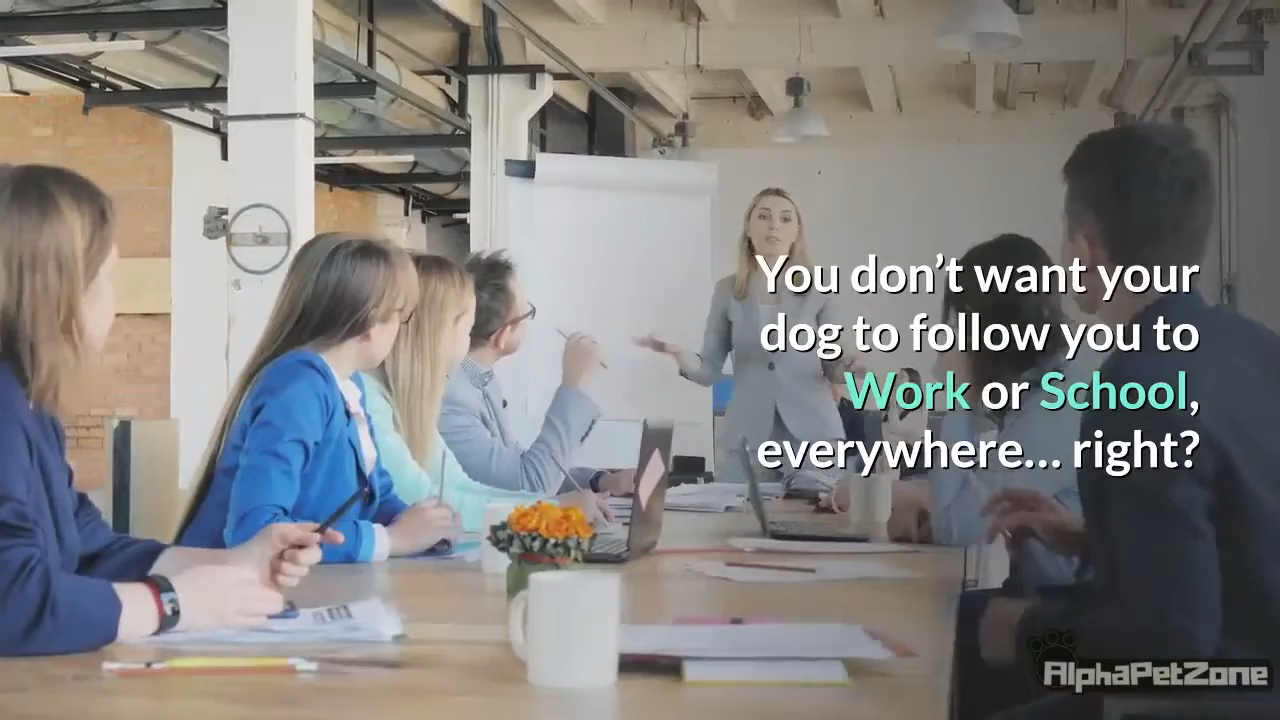 You don’t want your
dog to follow you to
Work or School,
everywhere... right?
AlphaPetZone